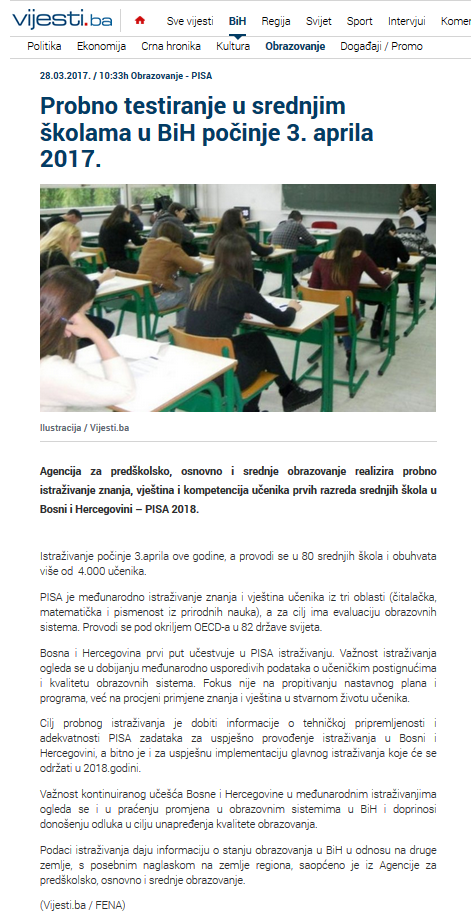 vijesti.ba
Sve vijesti BiH Regija Svijet Sport Intervjui
Politika Ekonomija Crna hronika Kultura Obrazovanje Događaji / Promo
28.03.2017. / 10:33h Obrazovanje - PISA
Probno testiranje u srednjim
školama u BiH počinje 3. aprila
2017.
Ilustracija / Vijesti.ba
Agencija za predškolsko, osnovno i srednje obrazovanje realizira probno
istraživanje znanja, vještina i kompetencija učenika prvih razreda srednjih škola u
Bosni i Hercegovini – PISA 2018.
Istraživanje počinje 3.aprila ove godine, a provodi se u 80 srednjih škola i obuhvata
više od 4.000 učenika.
PISA je međunarodno istraživanje znanja i vještina učenika iz tri oblasti (čitalačka,
matematička i pismenost iz prirodnih nauka), a za cilj ima evaluaciju obrazovnih
sistema. Provodi se pod okriljem OECD-a u 82 države svijeta.
Bosna i Hercegovina prvi put učestvuje u PISA istraživanju. Važnost istraživanja
ogleda se u dobijanju međunarodno usporedivih podataka o učeničkim postignućima
i kvalitetu obrazovnih sistema. Fokus nije na propitivanju nastavnog plana i
programa, već na procjeni primjene znanja i vještina u stvarnom životu učenika.
Cilj probnog istraživanja je dobiti informacije o tehničkoj pripremljenosti i
adekvatnosti PISA zadataka za uspješno provođenje istraživanja u Bosni i
Hercegovini, a bitno je i za uspješnu implementaciju glavnog istraživanja koje će se
održati u 2018.godini.
Važnost kontinuiranog učešća Bosne i Hercegovine u međunarodnim istraživanjima
ogleda se i u praćenju promjena u obrazovnim sistemima u BiH i doprinosi
donošenju odluka u cilju unapređenja kvalitete obrazovanja.
Podaci istraživanja daju informaciju o stanju obrazovanja u BiH u odnosu na druge
zemlje, s posebnim naglaskom na zemlje regiona, saopćeno je iz Agencije za
predškolsko, osnovno i srednje obrazovanje.
(Vijesti.ba / FENA)